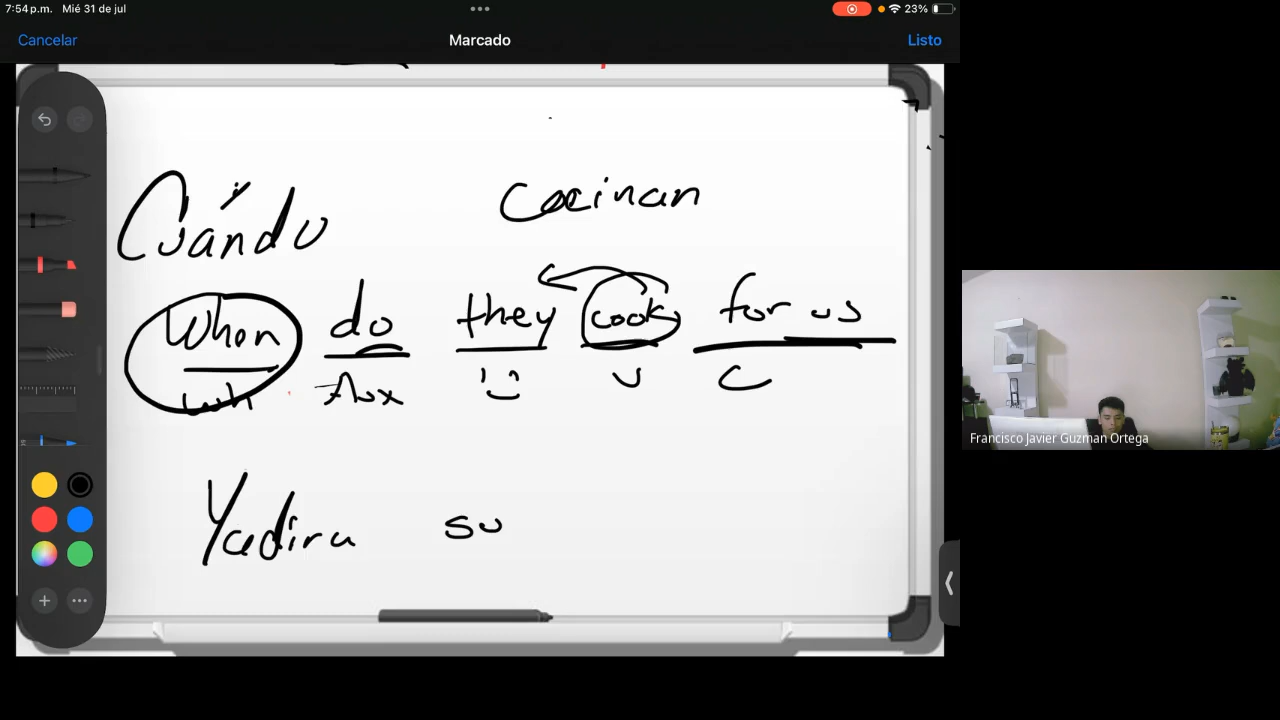 7:54 p.m. Mié 31 de jul 23%
Cancelar Marcado Listo
Cuándo cocinan
When do they cook for us
Wh Aux V C
Yadira su
Francisco Javier Guzman Ortega